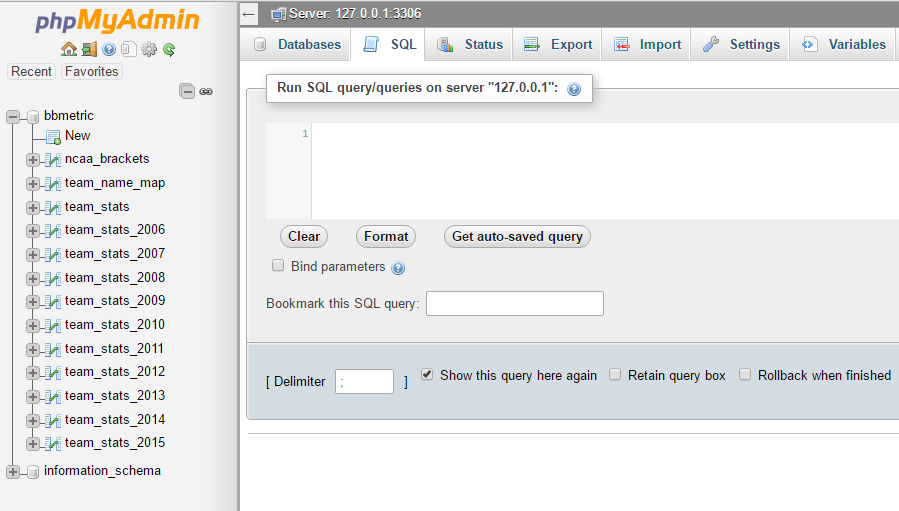 phpMyAdmin
Recent Favorites
bbmetric
New
ncaa_brackets
team_name_map
team_stats
team_stats_2006
team_stats_2007
team_stats_2008
team_stats_2009
team_stats_2010
team_stats_2011
team_stats_2012
team_stats_2013
team_stats_2014
team_stats_2015
information_schema
Server: 127.0.0.1:3306
Databases SQL Status Export Import Settings Variables
Run SQL query/queries on server "127.0.0.1":
1
Clear Format Get auto-saved query
Bind parameters
Bookmark this SQL query:
[ Delimiter ; ] Show this query here again Retain query box Rollback when finished